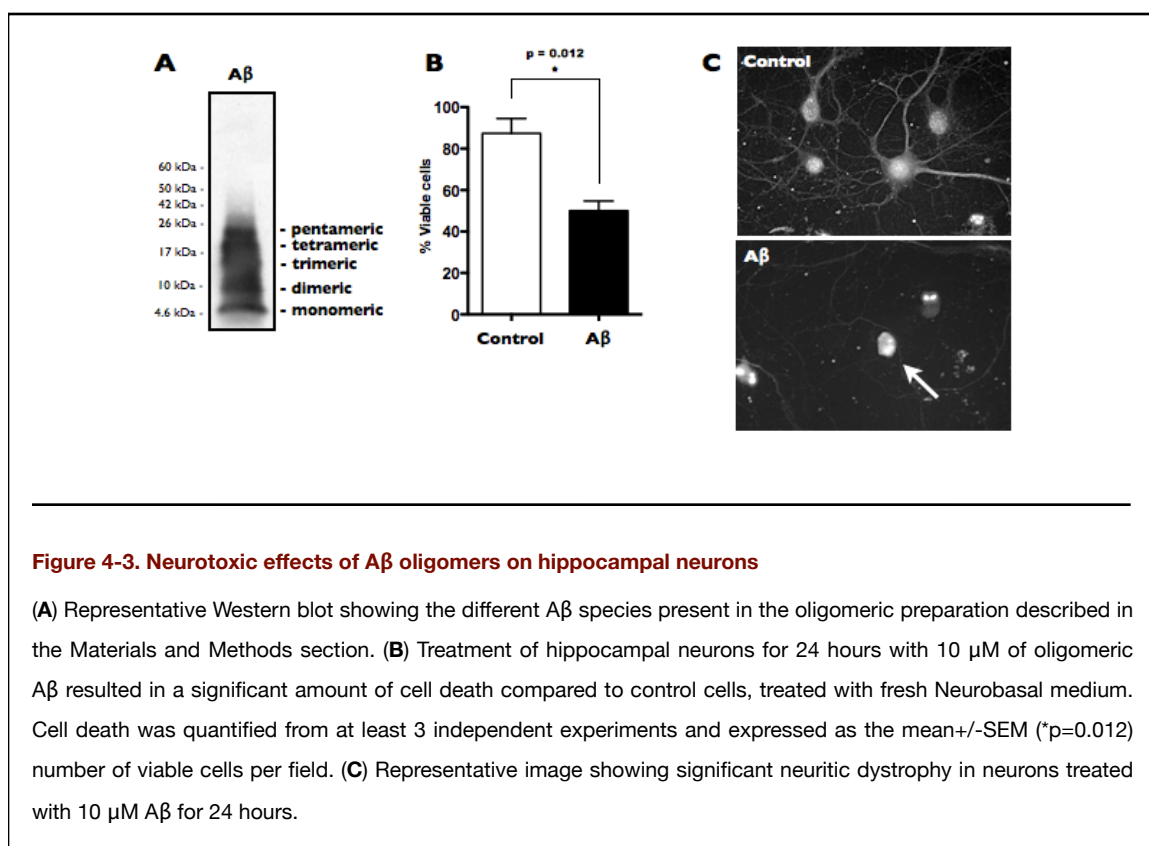 A
Aβ
60 kDa -
50 kDa -
42 kDa -
26 kDa -
17 kDa -
10 kDa -
4.6 kDa -
- pentameric
- tetrameric
- trimeric
- dimeric
- monomeric
B
p = 0.012
*
% Viable cells
100
80
60
40
20
0
Control
Aβ
C
Control
Aβ
Figure 4-3. Neurotoxic effects of Aβ oligomers on hippocampal neurons
(A) Representative Western blot showing the different Aβ species present in the oligomeric preparation described in
the Materials and Methods section. (B) Treatment of hippocampal neurons for 24 hours with 10 µM of oligomeric
Aβ resulted in a significant amount of cell death compared to control cells, treated with fresh Neurobasal medium.
Cell death was quantified from at least 3 independent experiments and expressed as the mean+/-SEM (*p=0.012)
number of viable cells per field. (C) Representative image showing significant neuritic dystrophy in neurons treated
with 10 µM Aβ for 24 hours.